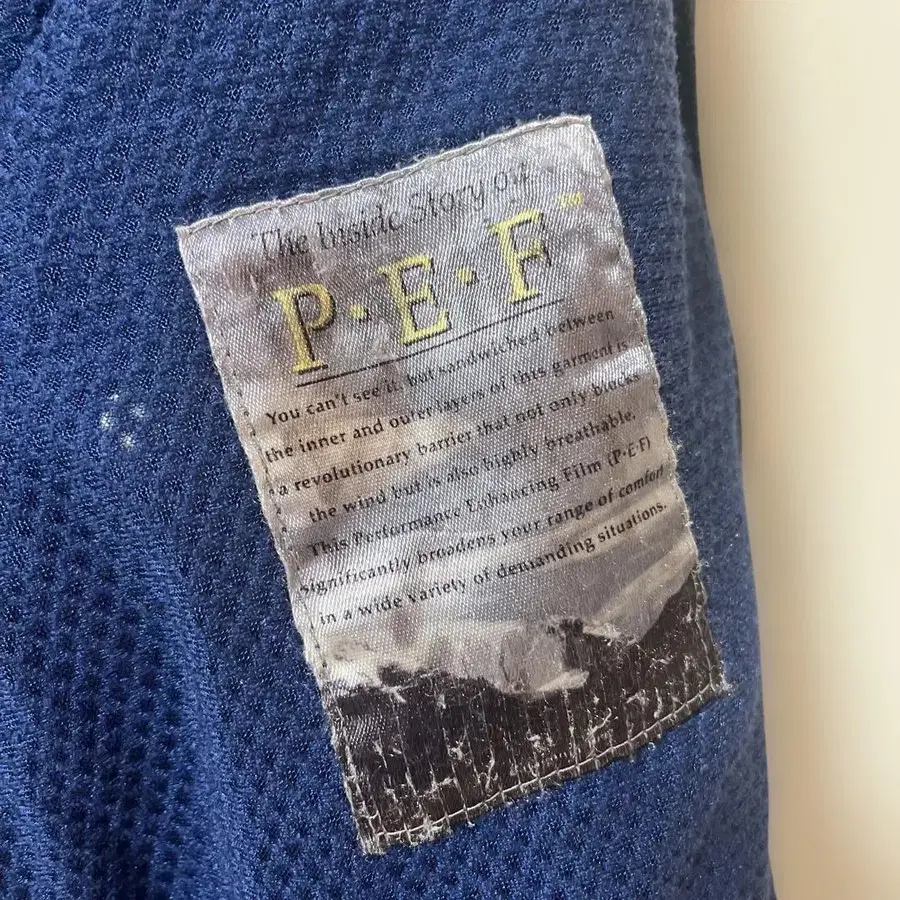 The Inside Story on
P·E·F™
You can't see it, but sandwiched between
the inner and outer layers of this garment is
a revolutionary barrier that not only blocks
the wind but is also highly breathable.
This Performance Enhancing Film (P·E·F)
significantly broadens your range of comfort
in a wide variety of demanding situations.